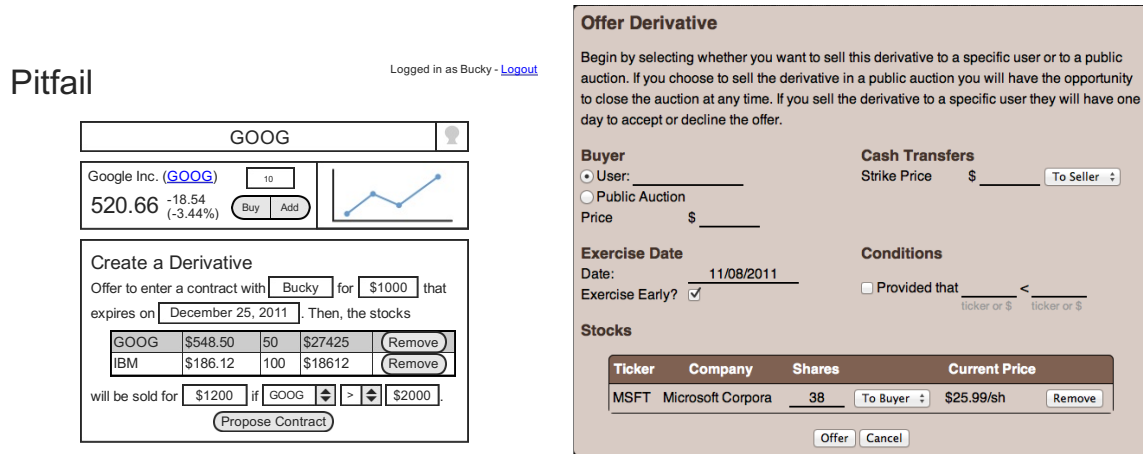 Pitfail
Logged in as Bucky - Logout
GOOG
Google Inc. (GOOG)
10
520.66
-18.54
(-3.44%)
Buy Add
Create a Derivative
Offer to enter a contract with Bucky for $1000 that
expires on December 25, 2011 . Then, the stocks
GOOG $548.50 50 $27425 Remove
IBM $186.12 100 $18612 Remove
will be sold for $1200 if GOOG > $2000 .
Propose Contract
Offer Derivative
Begin by selecting whether you want to sell this derivative to a specific user or to a public
auction. If you choose to sell the derivative in a public auction you will have the opportunity
to close the auction at any time. If you sell the derivative to a specific user they will have one
day to accept or decline the offer.
Buyer
User:
Public Auction
Price $
Cash Transfers
Strike Price $ To Seller
Exercise Date
Date: 11/08/2011
Exercise Early?
Conditions
Provided that <
ticker or $ ticker or $
Stocks
Ticker Company Shares Current Price
MSFT Microsoft Corpora 38 To Buyer $25.99/sh Remove
Offer Cancel